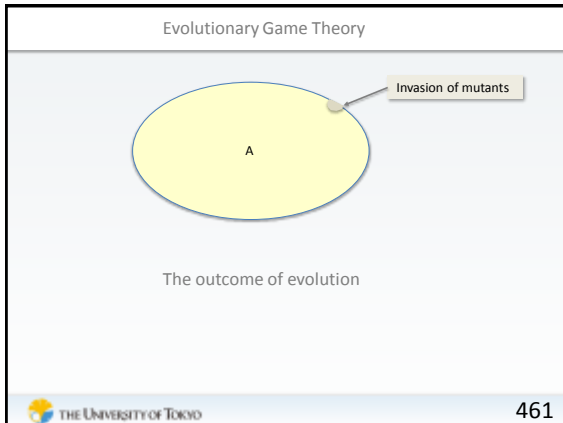 Evolutionary Game Theory
Invasion of mutants
A
The outcome of evolution
THE UNIVERSITY OF TOKYO
461